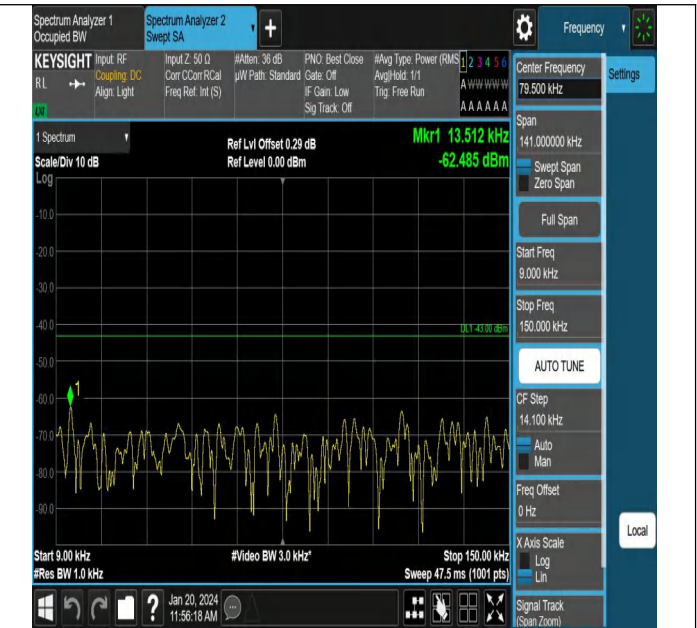 Spectrum Analyzer 1
Occupied BW
Spectrum Analyzer 2
Swept SA
+
Frequency
KEYSIGHT
RL
Input: RF
Coupling: DC
Align: Light
Input Z: 50 Ω
Corr CCorr RCal
Freq Ref: Int (S)
#Atten: 36 dB
µW Path: Standard
PNO: Best Close
Gate: Off
IF Gain: Low
Sig Track: Off
#Avg Type: Power (RMS
Avg|Hold: 1/1
Trig: Free Run
1 2 3 4 5 6
A W W W W W
A A A A A A
1 Spectrum
Scale/Div 10 dB
Log
Ref Lvl Offset 0.29 dB
Ref Level 0.00 dBm
Mkr1 13.512 kHz
-62.485 dBm
-10.0
-20.0
-30.0
-40.0
DL1 -43.00 dBm
-50.0
1
-60.0
-70.0
-80.0
-90.0
Start 9.00 kHz
#Res BW 1.0 kHz
#Video BW 3.0 kHz*
Stop 150.00 kHz
Sweep 47.5 ms (1001 pts)
?
Jan 20, 2024
11:56:18 AM
Center Frequency
79.500 kHz
Settings
Span
141.000000 kHz
Swept Span
Zero Span
Full Span
Start Freq
9.000 kHz
Stop Freq
150.000 kHz
AUTO TUNE
CF Step
14.100 kHz
Auto
Man
Freq Offset
0 Hz
X Axis Scale
Log
Lin
Local
Signal Track
(Span Zoom)